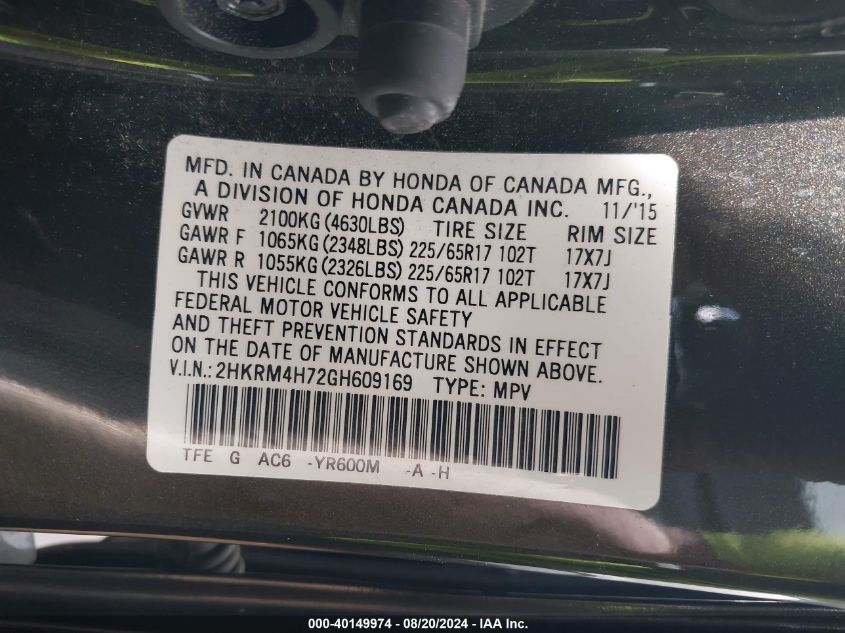 MFD. IN CANADA BY HONDA OF CANADA MFG.,
A DIVISION OF HONDA CANADA INC. 11/'15
GVWR 2100KG (4630LBS) TIRE SIZE RIM SIZE
GAWR F 1065KG (2348LBS) 225/65R17 102T 17X7J
GAWR R 1055KG (2326LBS) 225/65R17 102T 17X7J
THIS VEHICLE CONFORMS TO ALL APPLICABLE
FEDERAL MOTOR VEHICLE SAFETY
AND THEFT PREVENTION STANDARDS IN EFFECT
ON THE DATE OF MANUFACTURE SHOWN ABOVE.
V.I.N.: 2HKRM4H72GH609169 TYPE: MPV
TFE G AC6 -YR600M -A -H
000-40149974 - 08/20/2024 - IAA Inc.